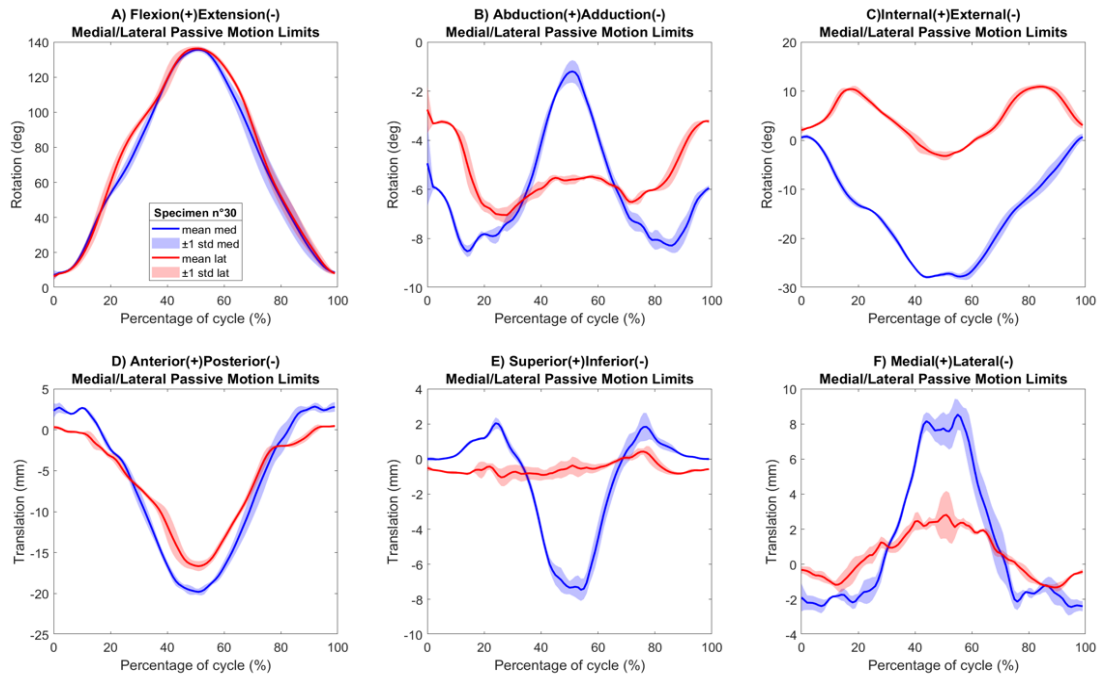 A) Flexion(+)Extension(-)
Medial/Lateral Passive Motion Limits
140
120
100
80
60
40
20
0
Rotation (deg)
Specimen n°30
mean med
±1 std med
mean lat
±1 std lat
0 20 40 60 80 100
Percentage of cycle (%)
B) Abduction(+)Adduction(-)
Medial/Lateral Passive Motion Limits
0
-2
-4
-6
-8
-10
Rotation (deg)
0 20 40 60 80 100
Percentage of cycle (%)
C)Internal(+)External(-)
Medial/Lateral Passive Motion Limits
20
10
0
-10
-20
-30
Rotation (deg)
0 20 40 60 80 100
Percentage of cycle (%)
D) Anterior(+)Posterior(-)
Medial/Lateral Passive Motion Limits
5
0
-5
-10
-15
-20
-25
Translation (mm)
0 20 40 60 80 100
Percentage of cycle (%)
E) Superior(+)Inferior(-)
Medial/Lateral Passive Motion Limits
4
2
0
-2
-4
-6
-8
-10
Translation (mm)
0 20 40 60 80 100
Percentage of cycle (%)
F) Medial(+)Lateral(-)
Medial/Lateral Passive Motion Limits
10
8
6
4
2
0
-2
-4
Translation (mm)
0 20 40 60 80 100
Percentage of cycle (%)